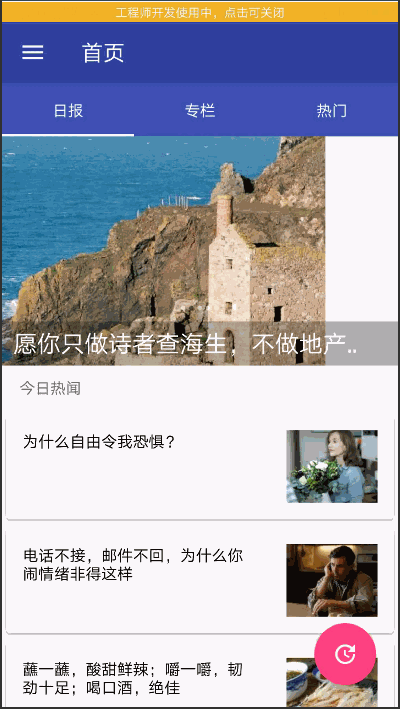 工程师开发使用中，点击可关闭
首页
日报
专栏
热门
愿你只做诗者查海生，不做地产..
今日热闻
为什么自由令我恐惧？
电话不接，邮件不回，为什么你
闹情绪非得这样
蘸一蘸，酸甜鲜辣；嚼一嚼，韧
劲十足；喝口酒，绝佳